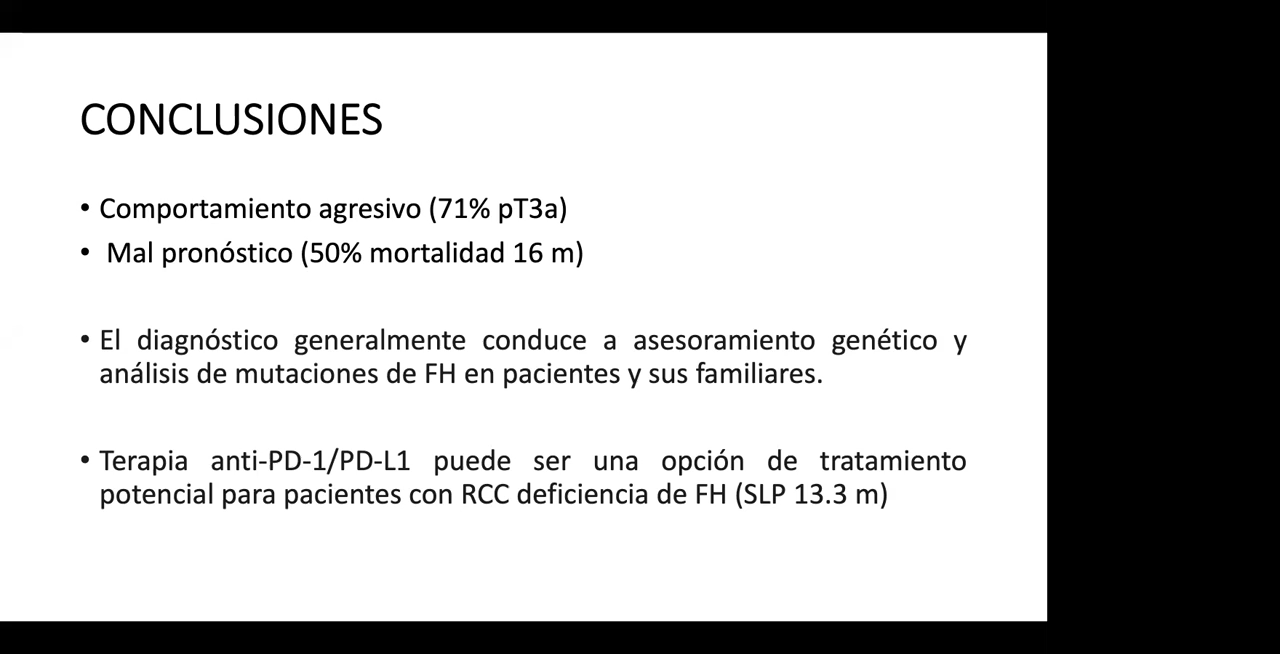 CONCLUSIONES
• Comportamiento agresivo (71% pT3a)
• Mal pronóstico (50% mortalidad 16 m)
• El diagnóstico generalmente conduce a asesoramiento genético y
análisis de mutaciones de FH en pacientes y sus familiares.
• Terapia anti-PD-1/PD-L1 puede ser una opción de tratamiento
potencial para pacientes con RCC deficiencia de FH (SLP 13.3 m)